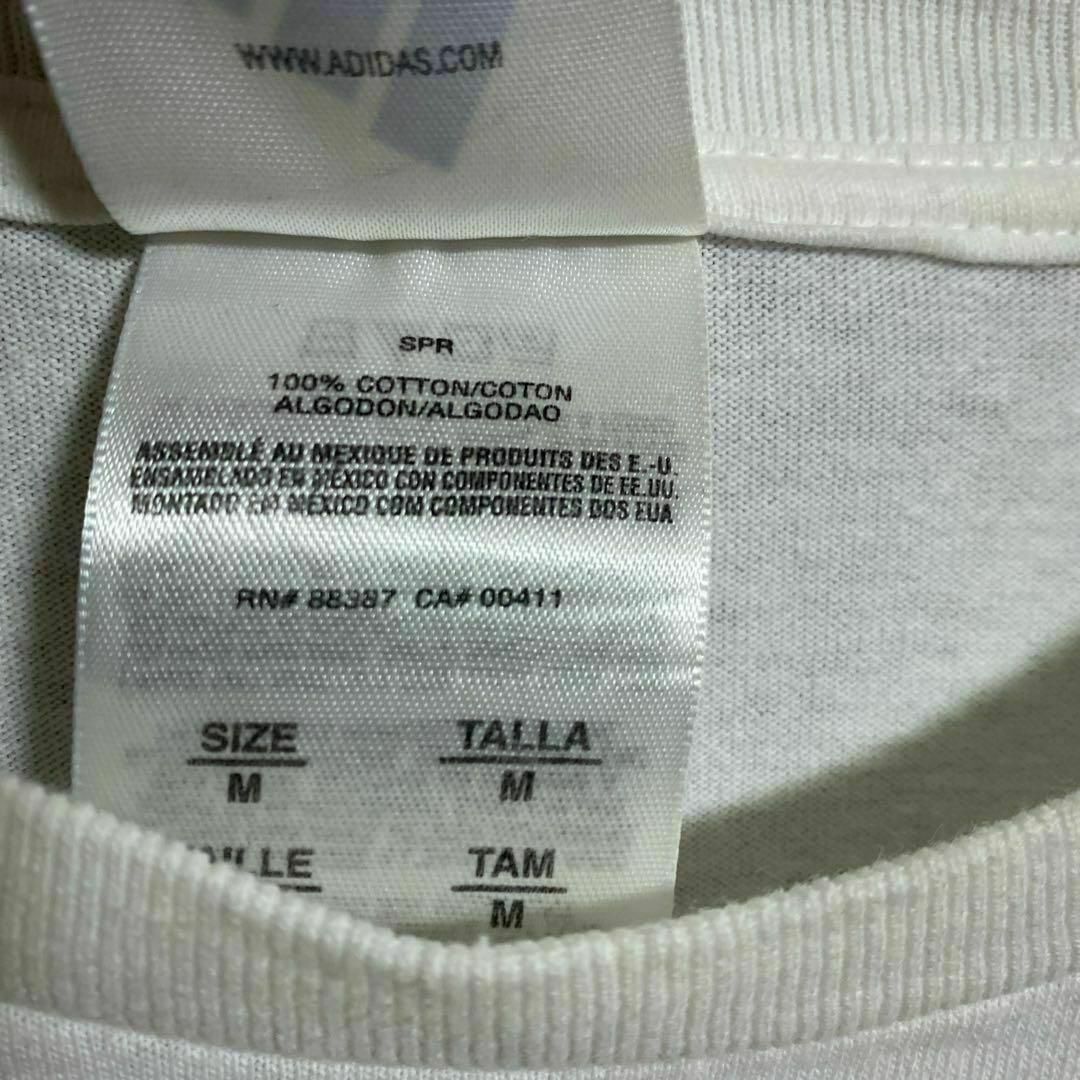 WWW.ADIDAS.COM
SPR
100% COTTON/COTON
ALGODON/ALGODAO
ASSEMBLÉ AU MEXIQUE DE PRODUITS DES E.-U.
ENSAMBLADO EN MÉXICO CON COMPONENTES DE EE.UU.
MONTADO EM MÉXICO COM COMPONENTES DOS EUA
RN# 88387 CA# 00411
SIZE TALLA
M M
TAM
M